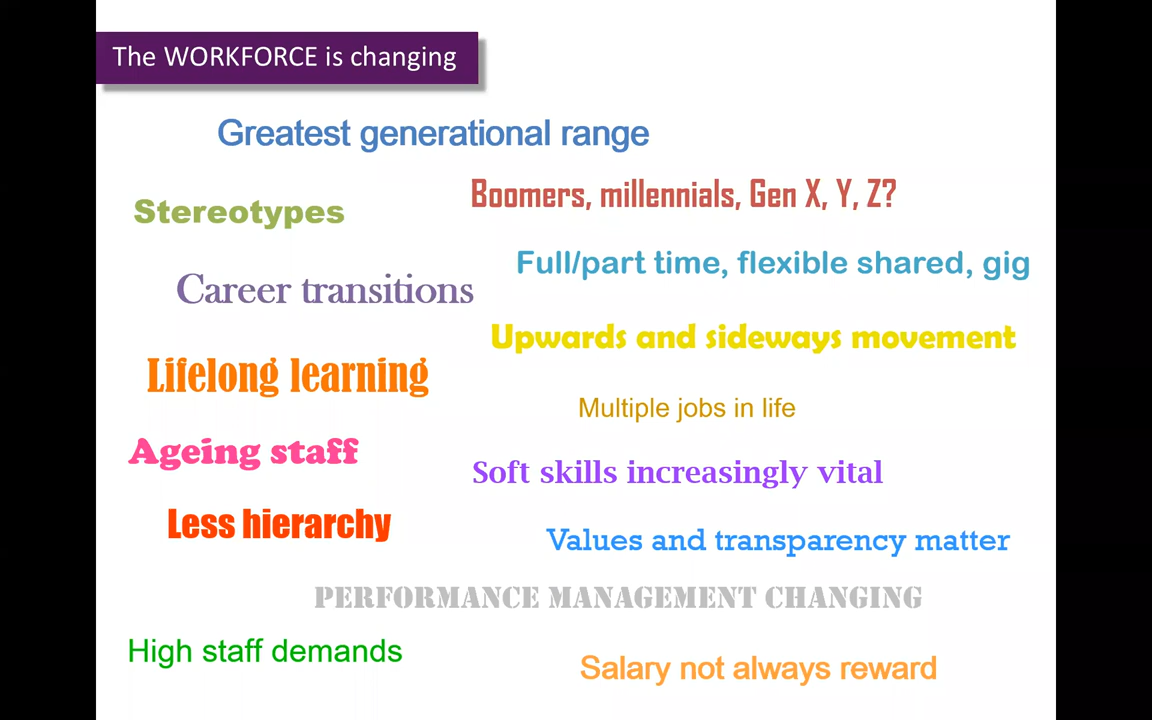 The WORKFORCE is changing
Greatest generational range
Boomers, millennials, Gen X, Y, Z?
Stereotypes
Full/part time, flexible shared, gig
Career transitions
Upwards and sideways movement
Lifelong learning
Multiple jobs in life
Ageing staff
Soft skills increasingly vital
Less hierarchy
Values and transparency matter
PERFORMANCE MANAGEMENT CHANGING
High staff demands
Salary not always reward